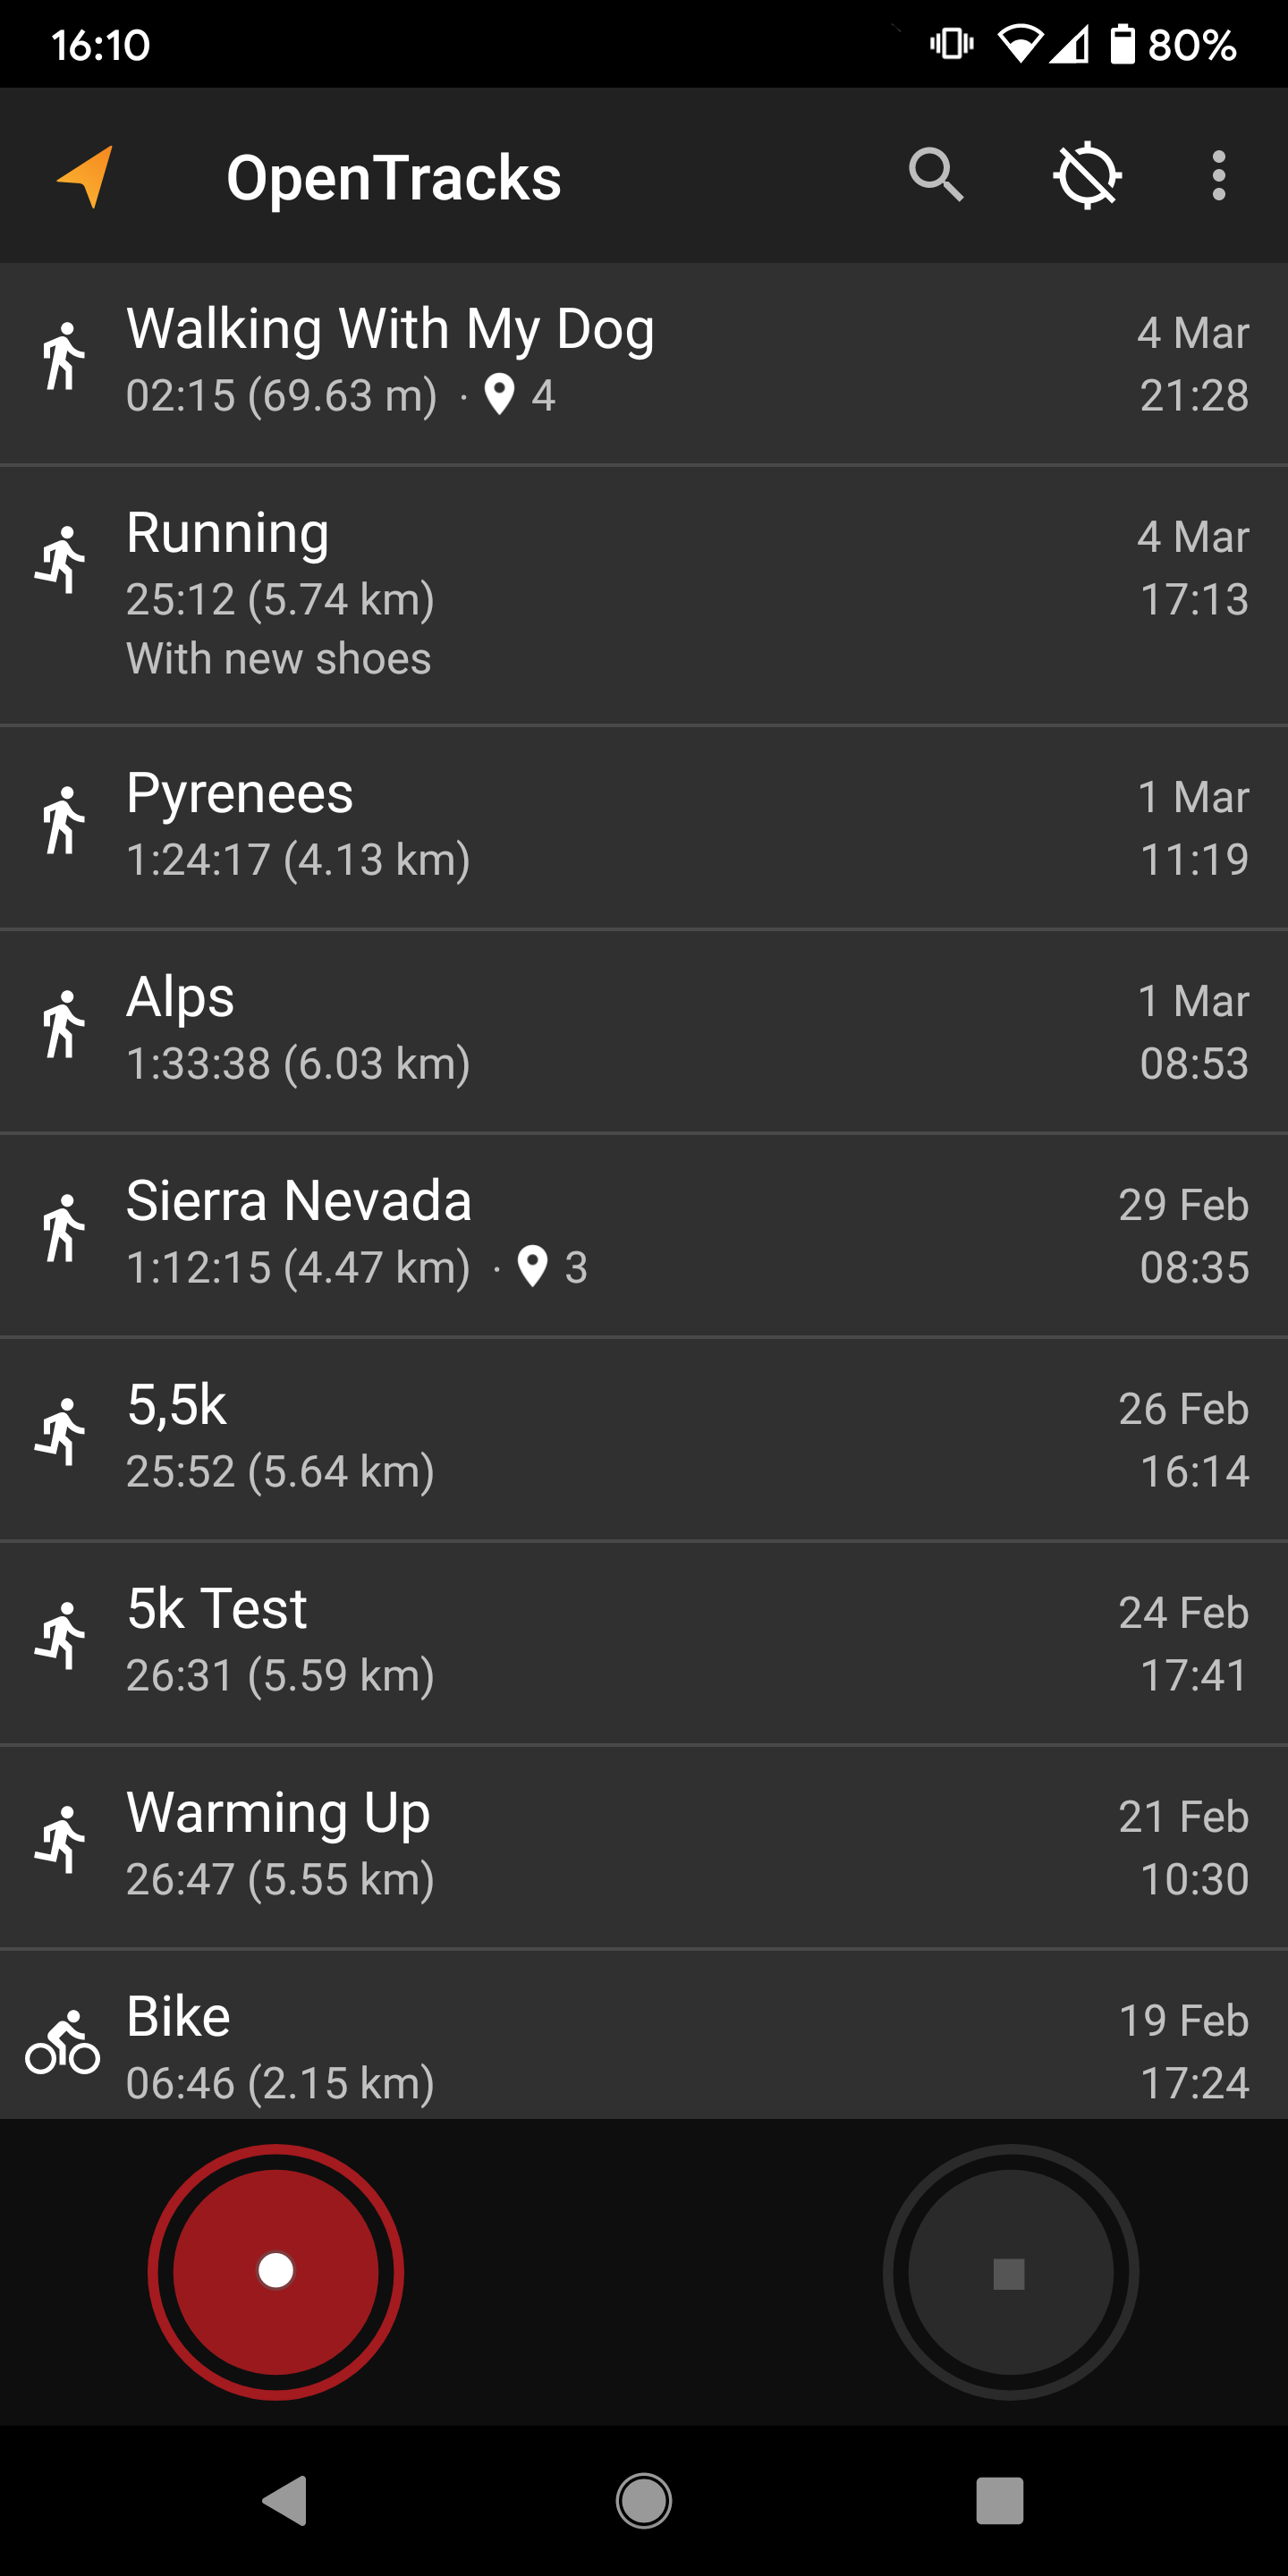 16:10 80%
OpenTracks
Walking With My Dog 4 Mar
02:15 (69.63 m) · 4 21:28
Running 4 Mar
25:12 (5.74 km) 17:13
With new shoes
Pyrenees 1 Mar
1:24:17 (4.13 km) 11:19
Alps 1 Mar
1:33:38 (6.03 km) 08:53
Sierra Nevada 29 Feb
1:12:15 (4.47 km) · 3 08:35
5,5k 26 Feb
25:52 (5.64 km) 16:14
5k Test 24 Feb
26:31 (5.59 km) 17:41
Warming Up 21 Feb
26:47 (5.55 km) 10:30
Bike 19 Feb
06:46 (2.15 km) 17:24